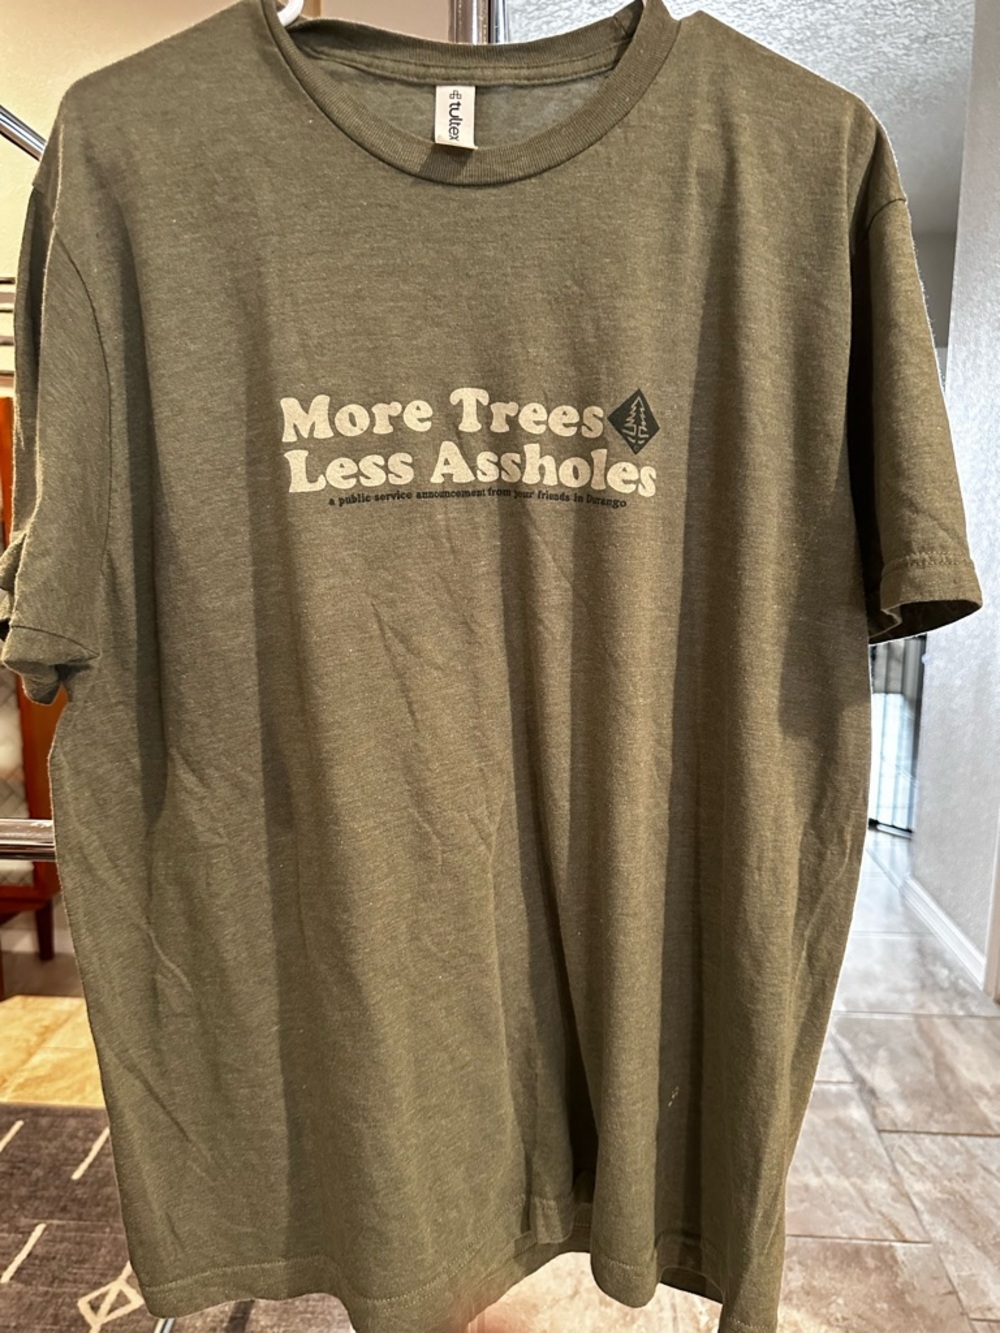 tultex
More Trees
Less Assholes
a public service announcement from your friends in Durango